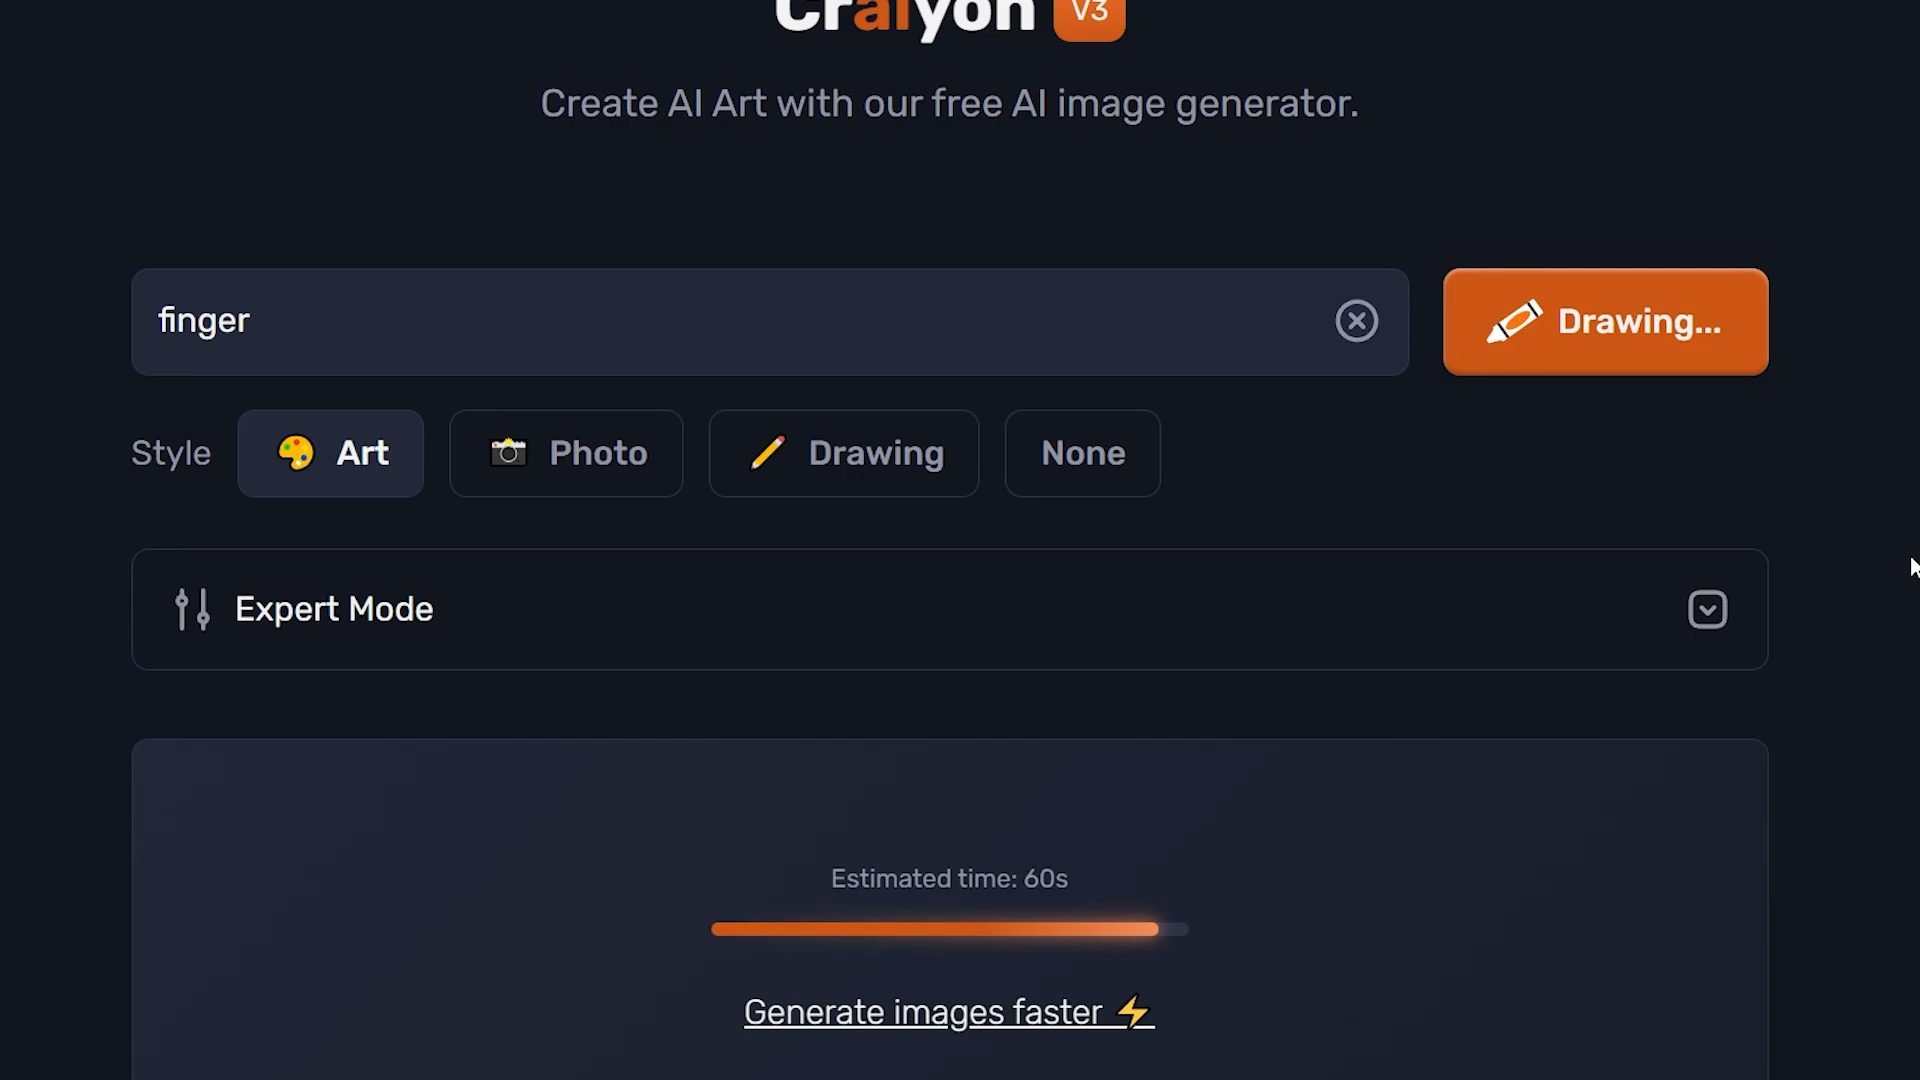 Craiyon V3
Create AI Art with our free AI image generator.
finger
Drawing...
Style Art Photo Drawing None
Expert Mode
Estimated time: 60s
Generate images faster